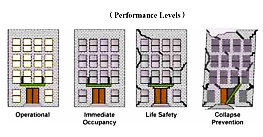 ( Performance Levels )
Operational
Immediate
Occupancy
Life Safety
Collapse
Prevention